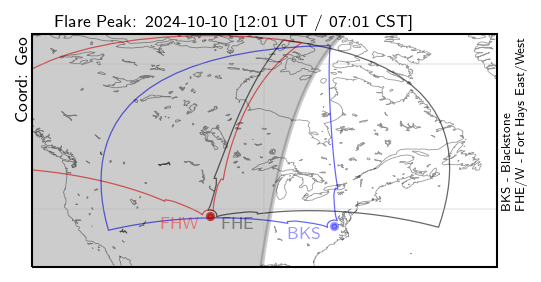 Flare Peak: 2024-10-10 [12:01 UT / 07:01 CST]
Coord: Geo
FHW
FHE
BKS
BKS - Blackstone
FHE/W - Fort Hays East/West